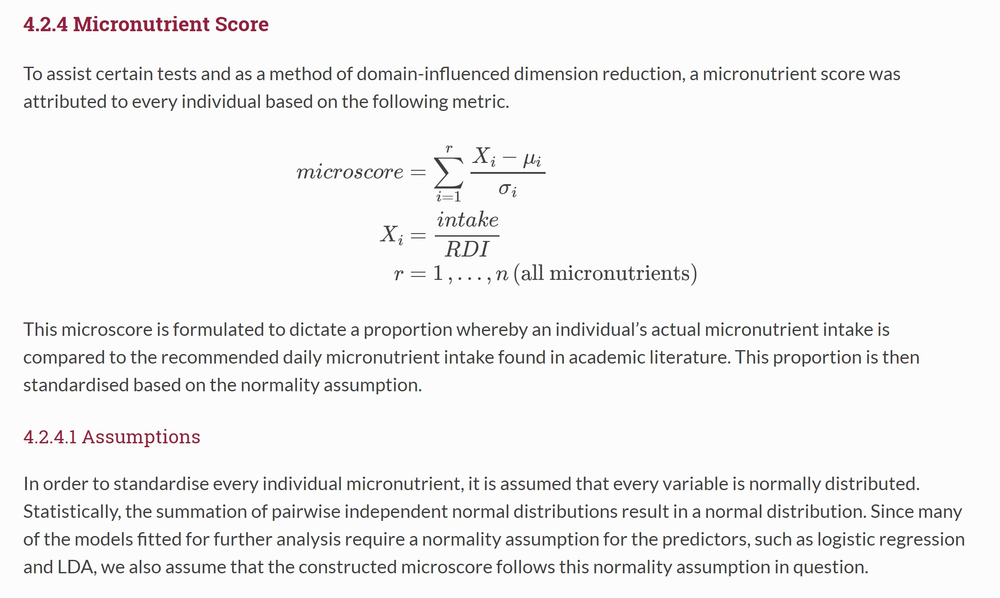 4.2.4 Micronutrient Score
To assist certain tests and as a method of domain-influenced dimension reduction, a micronutrient score was
attributed to every individual based on the following metric.
microscore = \sum_{i=1}^{r} \frac{X_i - \mu_i}{\sigma_i}
X_i = \frac{intake}{RDI}
r = 1, . . . , n (all micronutrients)
This microscore is formulated to dictate a proportion whereby an individual’s actual micronutrient intake is
compared to the recommended daily micronutrient intake found in academic literature. This proportion is then
standardised based on the normality assumption.
4.2.4.1 Assumptions
In order to standardise every individual micronutrient, it is assumed that every variable is normally distributed.
Statistically, the summation of pairwise independent normal distributions result in a normal distribution. Since many
of the models fitted for further analysis require a normality assumption for the predictors, such as logistic regression
and LDA, we also assume that the constructed microscore follows this normality assumption in question.